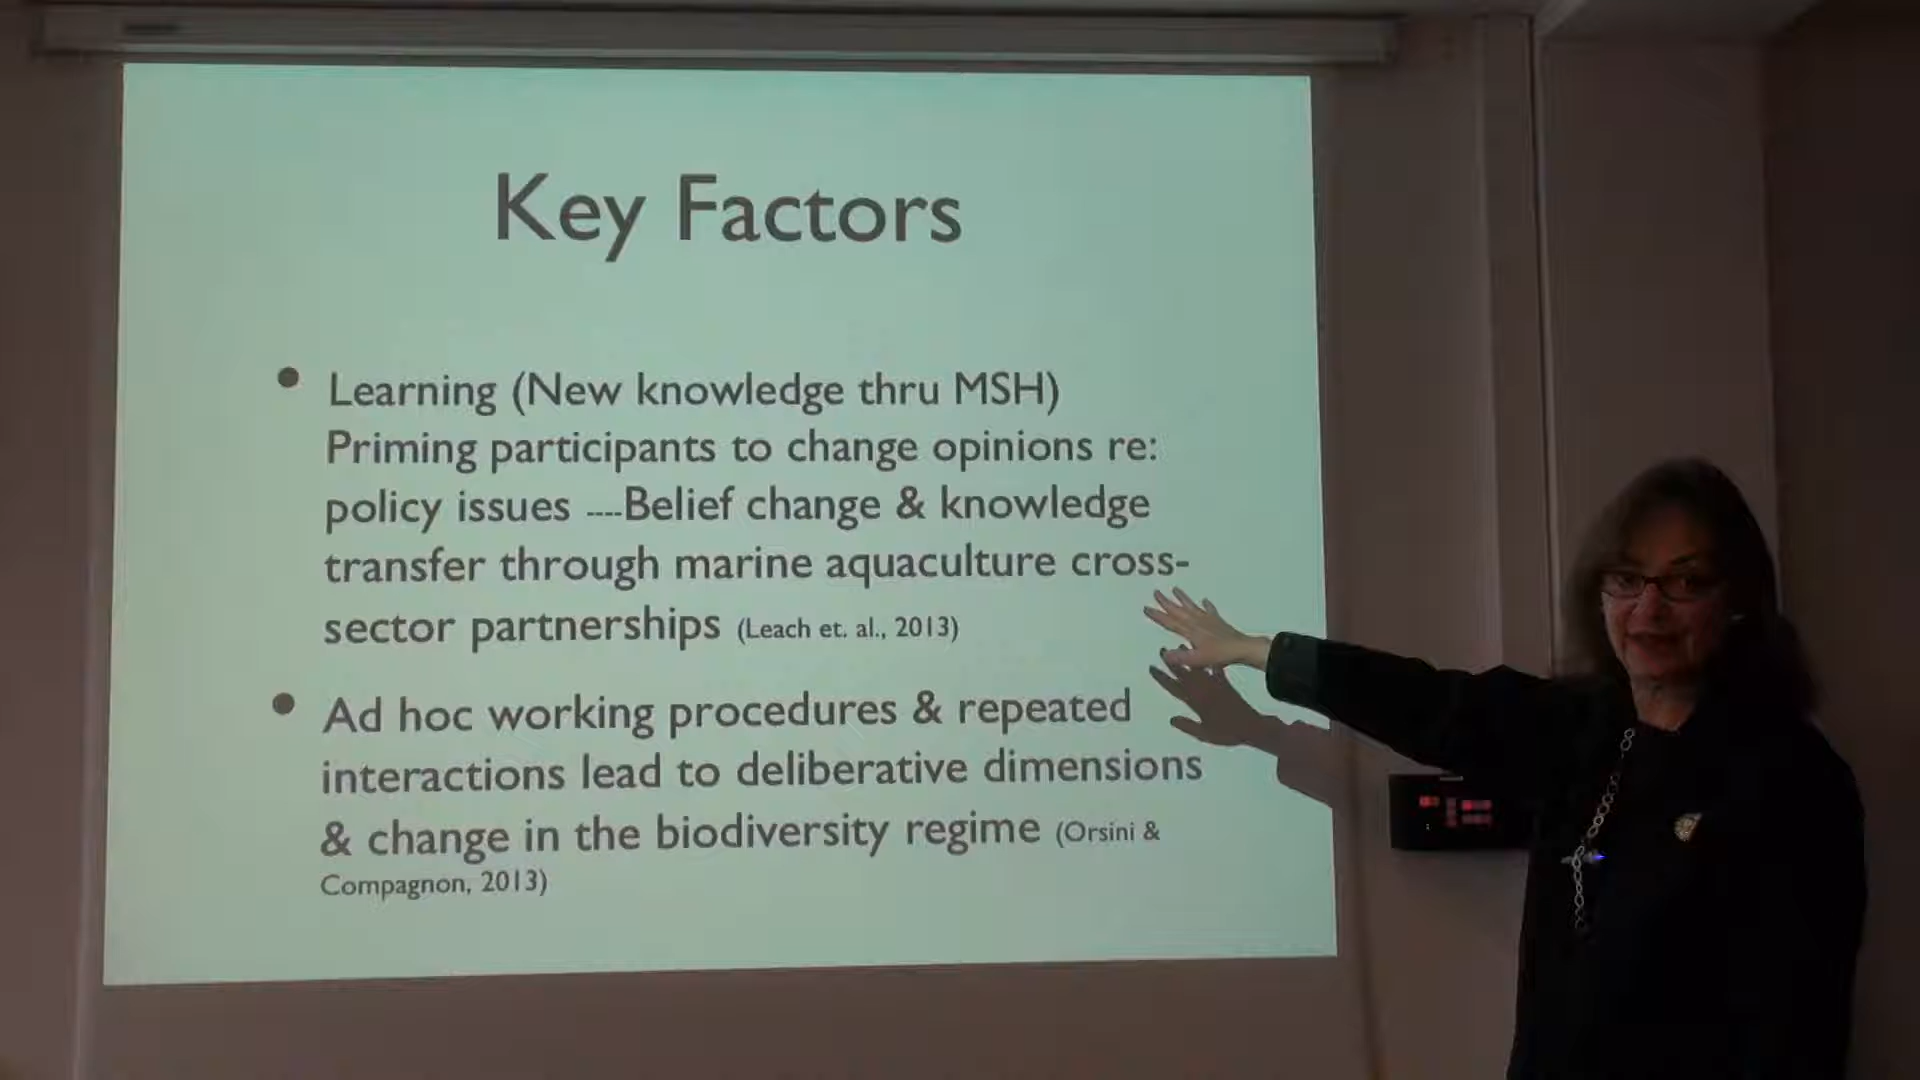 Key Factors
• Learning (New knowledge thru MSH)
Priming participants to change opinions re:
policy issues ----Belief change & knowledge
transfer through marine aquaculture cross-
sector partnerships (Leach et. al., 2013)
• Ad hoc working procedures & repeated
interactions lead to deliberative dimensions
& change in the biodiversity regime (Orsini &
Compagnon, 2013)